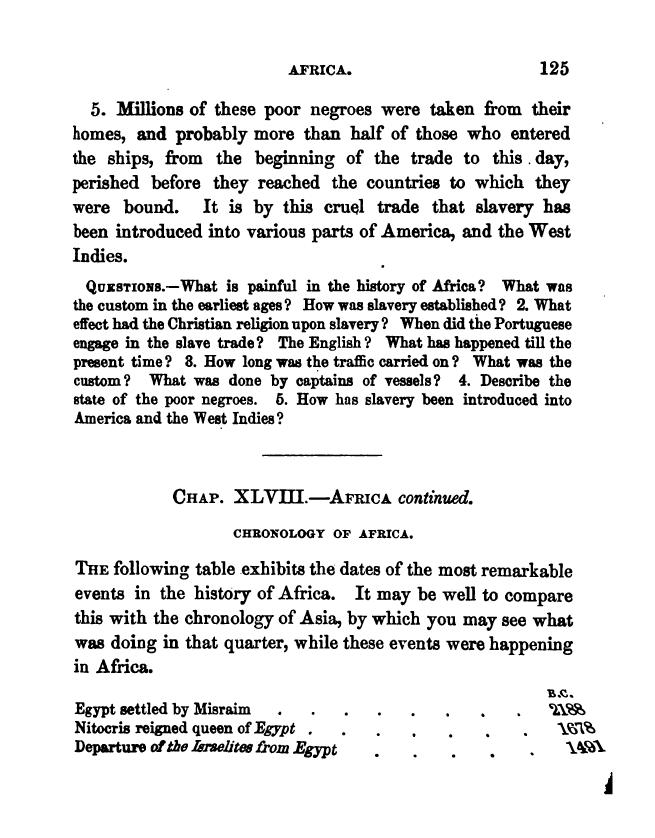 AFRICA. 125
5. Millions of these poor negroes were taken from their
homes, and probably more than half of those who entered
the ships, from the beginning of the trade to this day,
perished before they reached the countries to which they
were bound. It is by this cruel trade that slavery has
been introduced into various parts of America, and the West
Indies.
QUESTIONS.—What is painful in the history of Africa? What was
the custom in the earliest ages? How was slavery established? 2. What
effect had the Christian religion upon slavery? When did the Portuguese
engage in the slave trade? The English? What has happened till the
present time? 3. How long was the traffic carried on? What was the
custom? What was done by captains of vessels? 4. Describe the
state of the poor negroes. 5. How has slavery been introduced into
America and the West Indies?
CHAP. XLVIII.—AFRICA continued.
CHRONOLOGY OF AFRICA.
THE following table exhibits the dates of the most remarkable
events in the history of Africa. It may be well to compare
this with the chronology of Asia, by which you may see what
was doing in that quarter, while these events were happening
in Africa.
B.C.
Egypt settled by Misraim . . . . . . . . 2188
Nitocris reigned queen of Egypt . . . . . . . 1678
Departure of the Israelites from Egypt . . . . . 1491